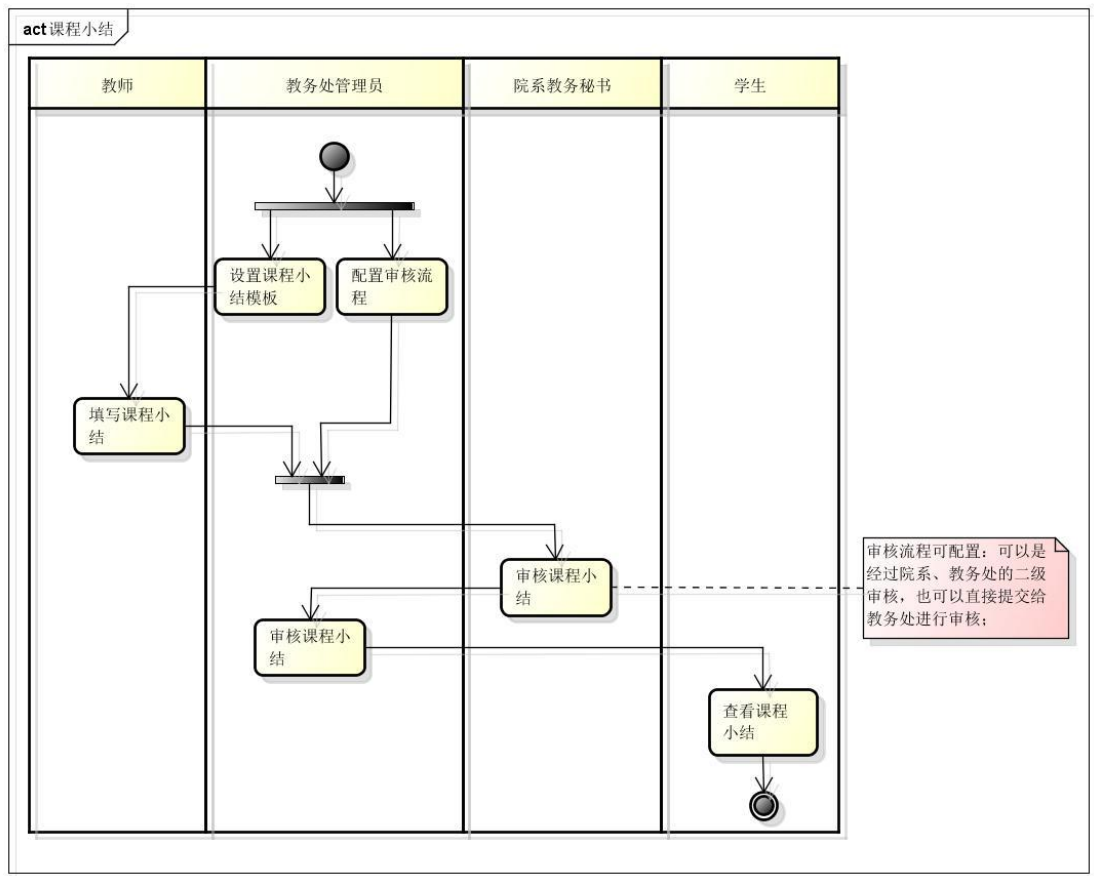 act 课程小结
教师
教务处管理员
院系教务秘书
学生
设置课程小
结模板
配置审核流
程
填写课程小
结
审核课程小
结
审核流程可配置：可以是
经过院系、教务处的二级
审核，也可以直接提交给
教务处进行审核；
审核课程小
结
查看课程
小结